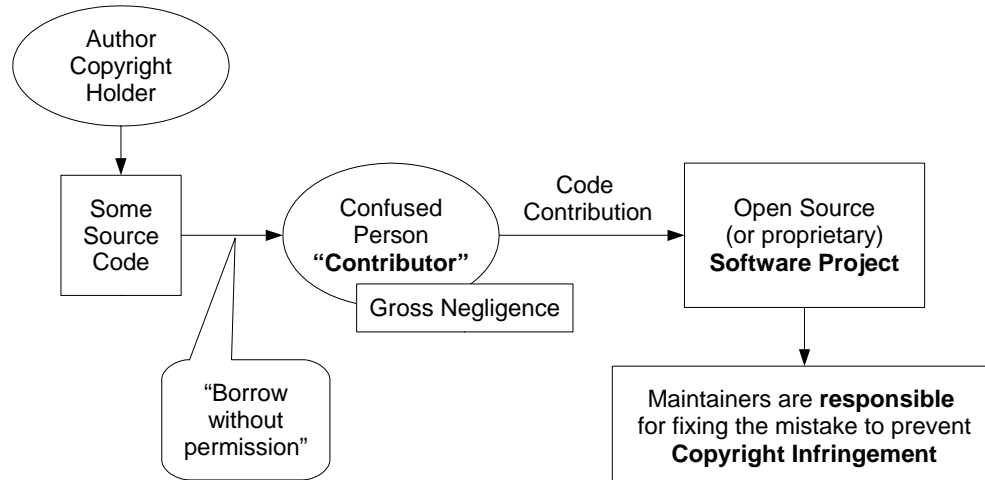 Author
Copyright
Holder
Some
Source
Code
“Borrow
without
permission”
Confused
Person
“Contributor”
Gross Negligence
Code
Contribution
Open Source
(or proprietary)
Software Project
Maintainers are responsible
for fixing the mistake to prevent
Copyright Infringement